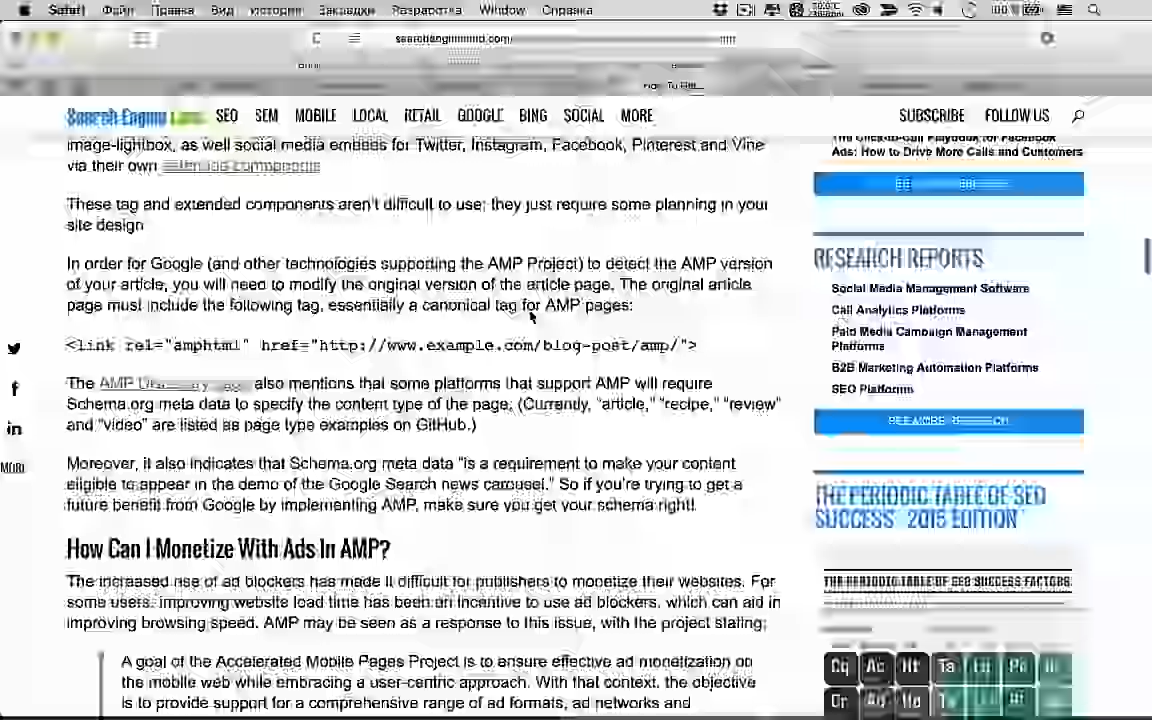 Safari Файл Правка Вид История Закладки Разработка Window Справка
SEO SEM MOBILE LOCAL RETAIL GOOGLE BING SOCIAL MORE
SUBSCRIBE FOLLOW US
image-lightbox, as well social media embeds for Twitter, Instagram, Facebook, Pinterest and Vine
via their own extended components
These tag and extended components aren't difficult to use; they just require some planning in your
site design
In order for Google (and other technologies supporting the AMP Project) to detect the AMP version
of your article, you will need to modify the original version of the article page. The original article
page must include the following tag, essentially a canonical tag for AMP pages:
<link rel="amphtml" href="http://www.example.com/blog-post/amp/">
The AMP also mentions that some platforms that support AMP will require
Schema.org meta data to specify the content type of the page. (Currently, "article," "recipe," "review"
and "video" are listed as page type examples on GitHub.)
Moreover, it also indicates that Schema.org meta data "is a requirement to make your content
eligible to appear in the demo of the Google Search news carousel." So if you're trying to get a
future benefit from Google by implementing AMP, make sure you get your schema right!
How Can I Monetize With Ads In AMP?
The increased rise of ad blockers has made it difficult for publishers to monetize their websites. For
some users, improving website load time has been an incentive to use ad blockers, which can aid in
improving browsing speed. AMP may be seen as a response to this issue, with the project stating:
A goal of the Accelerated Mobile Pages Project is to ensure effective ad monetization on
the mobile web while embracing a user-centric approach. With that context, the objective
is to provide support for a comprehensive range of ad formats, ad networks and
MORE
The Click-to-Call Playbook for Facebook
Ads: How to Drive More Calls and Customers
RESEARCH REPORTS
Social Media Management Software
Call Analytics Platforms
Paid Media Campaign Management
Platforms
B2B Marketing Automation Platforms
SEO Platforms
THE PERIODIC TABLE OF SEO
SUCCESS 2015 EDITION
THE PERIODIC TABLE OF SEO SUCCESS FACTORS